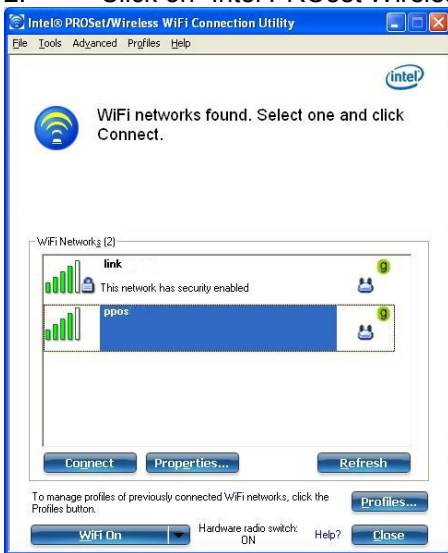 2. Click on "Intel PROSet Wireless
Intel® PROSet/Wireless WiFi Connection Utility
File Tools Advanced Profiles Help
intel
WiFi networks found. Select one and click
Connect.
WiFi Networks (2)
link
g
This network has security enabled
ppos
g
Connect Properties... Refresh
To manage profiles of previously connected WiFi networks, click the
Profiles button.
Profiles...
WiFi On
Hardware radio switch:
ON
Help?
Close